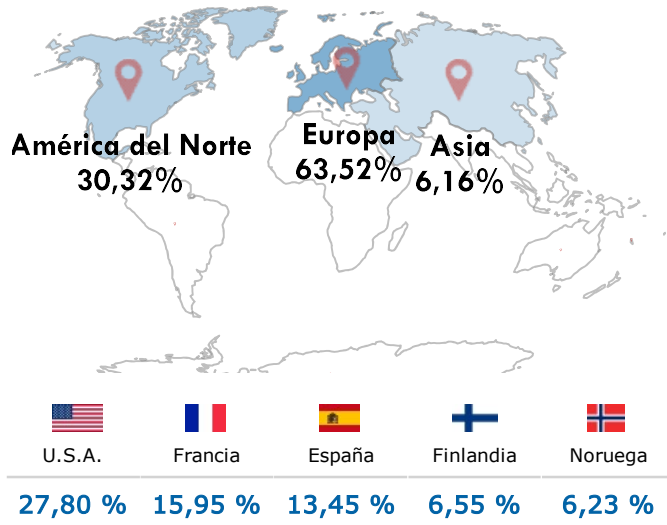 América del Norte
30,32%
Europa
63,52%
Asia
6,16%
U.S.A.
Francia
España
Finlandia
Noruega
27,80 %
15,95 %
13,45 %
6,55 %
6,23 %